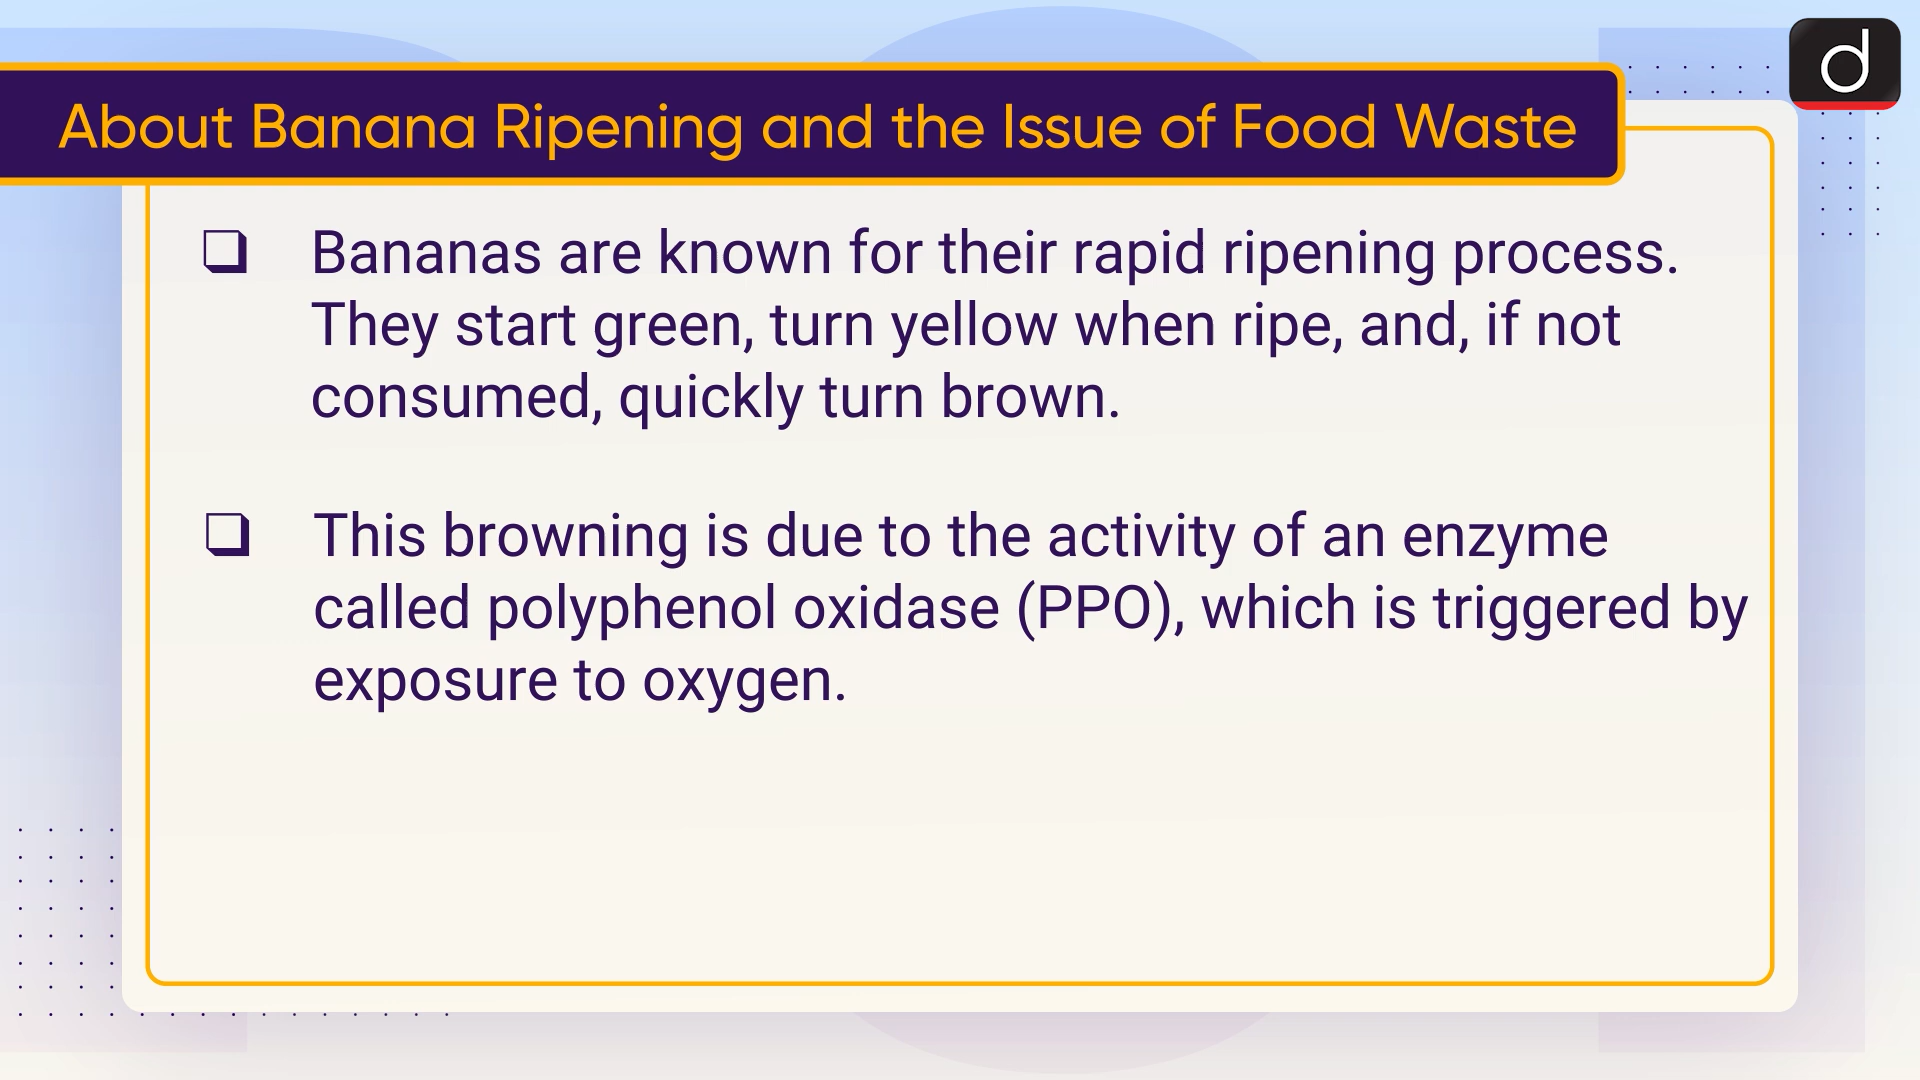 d
About Banana Ripening and the Issue of Food Waste
❑ Bananas are known for their rapid ripening process.
They start green, turn yellow when ripe, and, if not
consumed, quickly turn brown.
❑ This browning is due to the activity of an enzyme
called polyphenol oxidase (PPO), which is triggered by
exposure to oxygen.